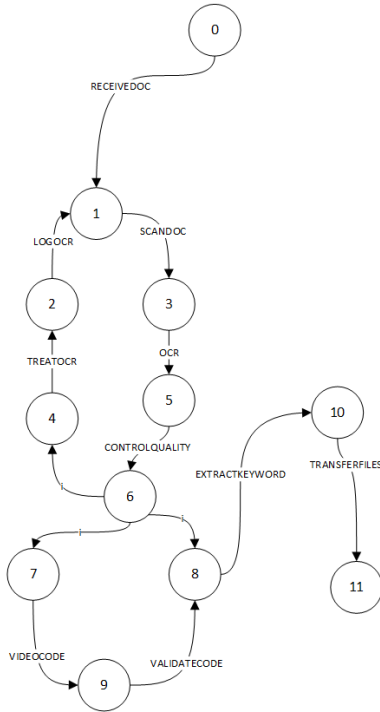 0
RECEIVEDOC
1
SCANDOC
LOGOCR
2
3
OCR
TREATOCR
5
4
10
CONTROLQUALITY
TRANSFERFILES
EXTRACTKEYWORD
6
i
i
i
7
8
11
VIDEOCODE
VALIDATECODE
9